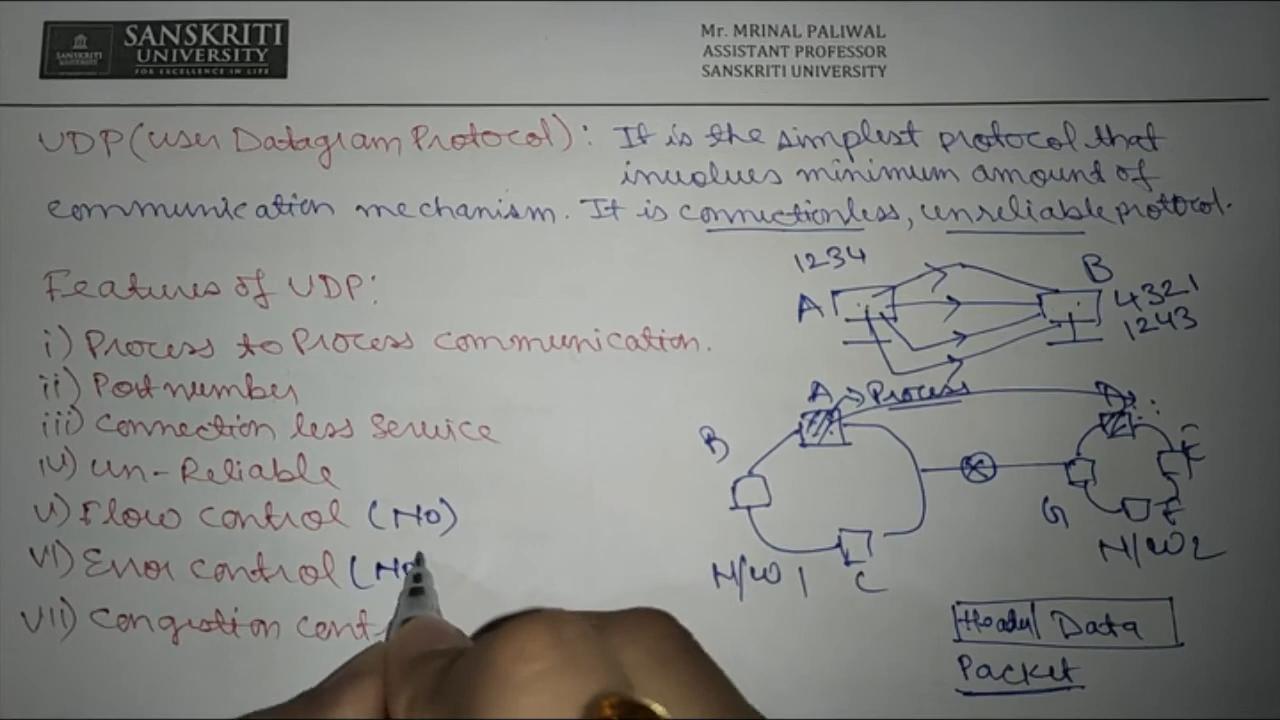 SANSKRITI
UNIVERSITY
FOR EXCELLENCE IN LIFE
SANSKRITI
UNIVERSITY
Mr. MRINAL PALIWAL
ASSISTANT PROFESSOR
SANSKRITI UNIVERSITY
UDP (User Datagram Protocol): It is the simplest protocol that
involves minimum amount of
communication mechanism. It is connectionless, unreliable protocol.
Features of UDP:
i) Process to Process communication.
ii) Port number
iii) Connection less Service
iv) Un-Reliable
v) Flow control (No)
vi) Error control (No
vii) Congestion cont
1234
A
B
4321
1243
A → Process
B
C
N/W 1
D
F
E
G
N/W 2
Header Data
Packet